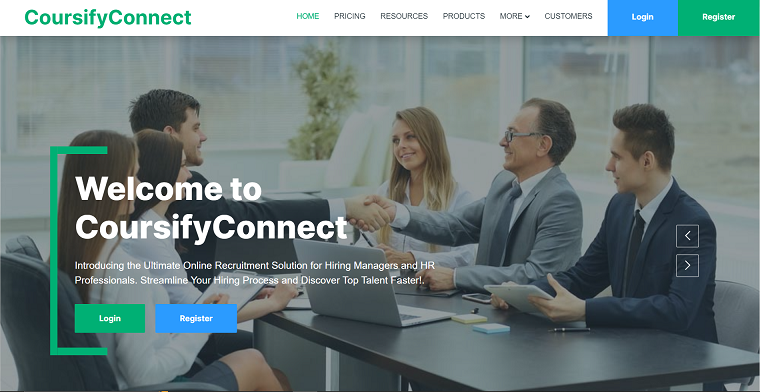 CoursifyConnect
HOME PRICING RESOURCES PRODUCTS MORE CUSTOMERS Login Register
Welcome to
CoursifyConnect
Introducing the Ultimate Online Recruitment Solution for Hiring Managers and HR
Professionals. Streamline Your Hiring Process and Discover Top Talent Faster!.
Login Register